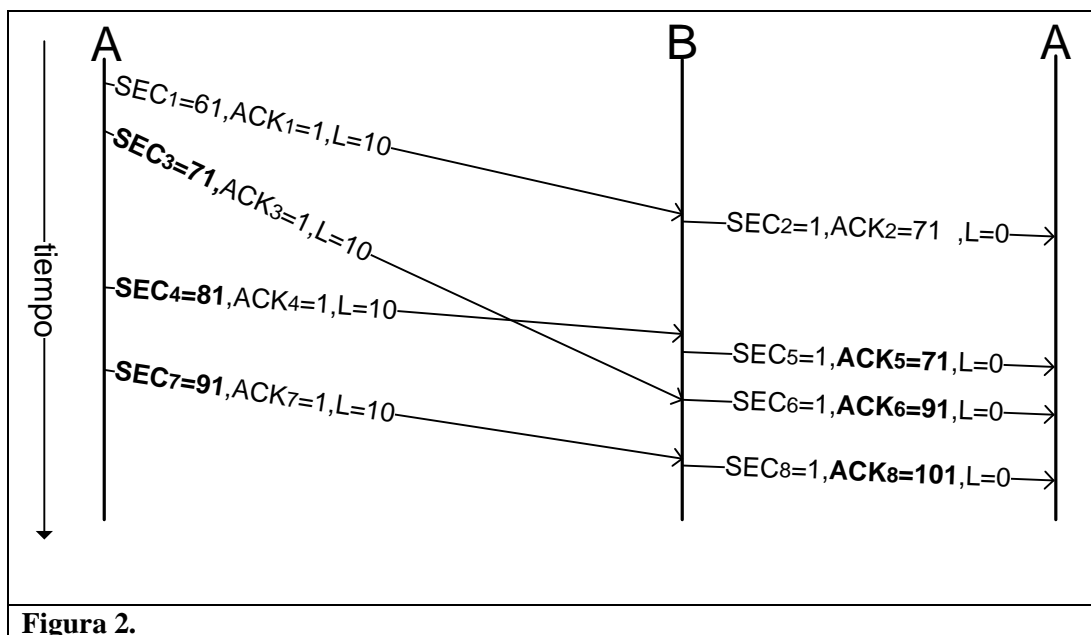 A
B
A
tiempo
SEC1=61,ACK1=1,L=10
SEC3=71,ACK3=1,L=10
SEC2=1,ACK2=71 ,L=0
SEC4=81,ACK4=1,L=10
SEC5=1,ACK5=71,L=0
SEC7=91,ACK7=1,L=10
SEC6=1,ACK6=91,L=0
SEC8=1,ACK8=101,L=0
Figura 2.